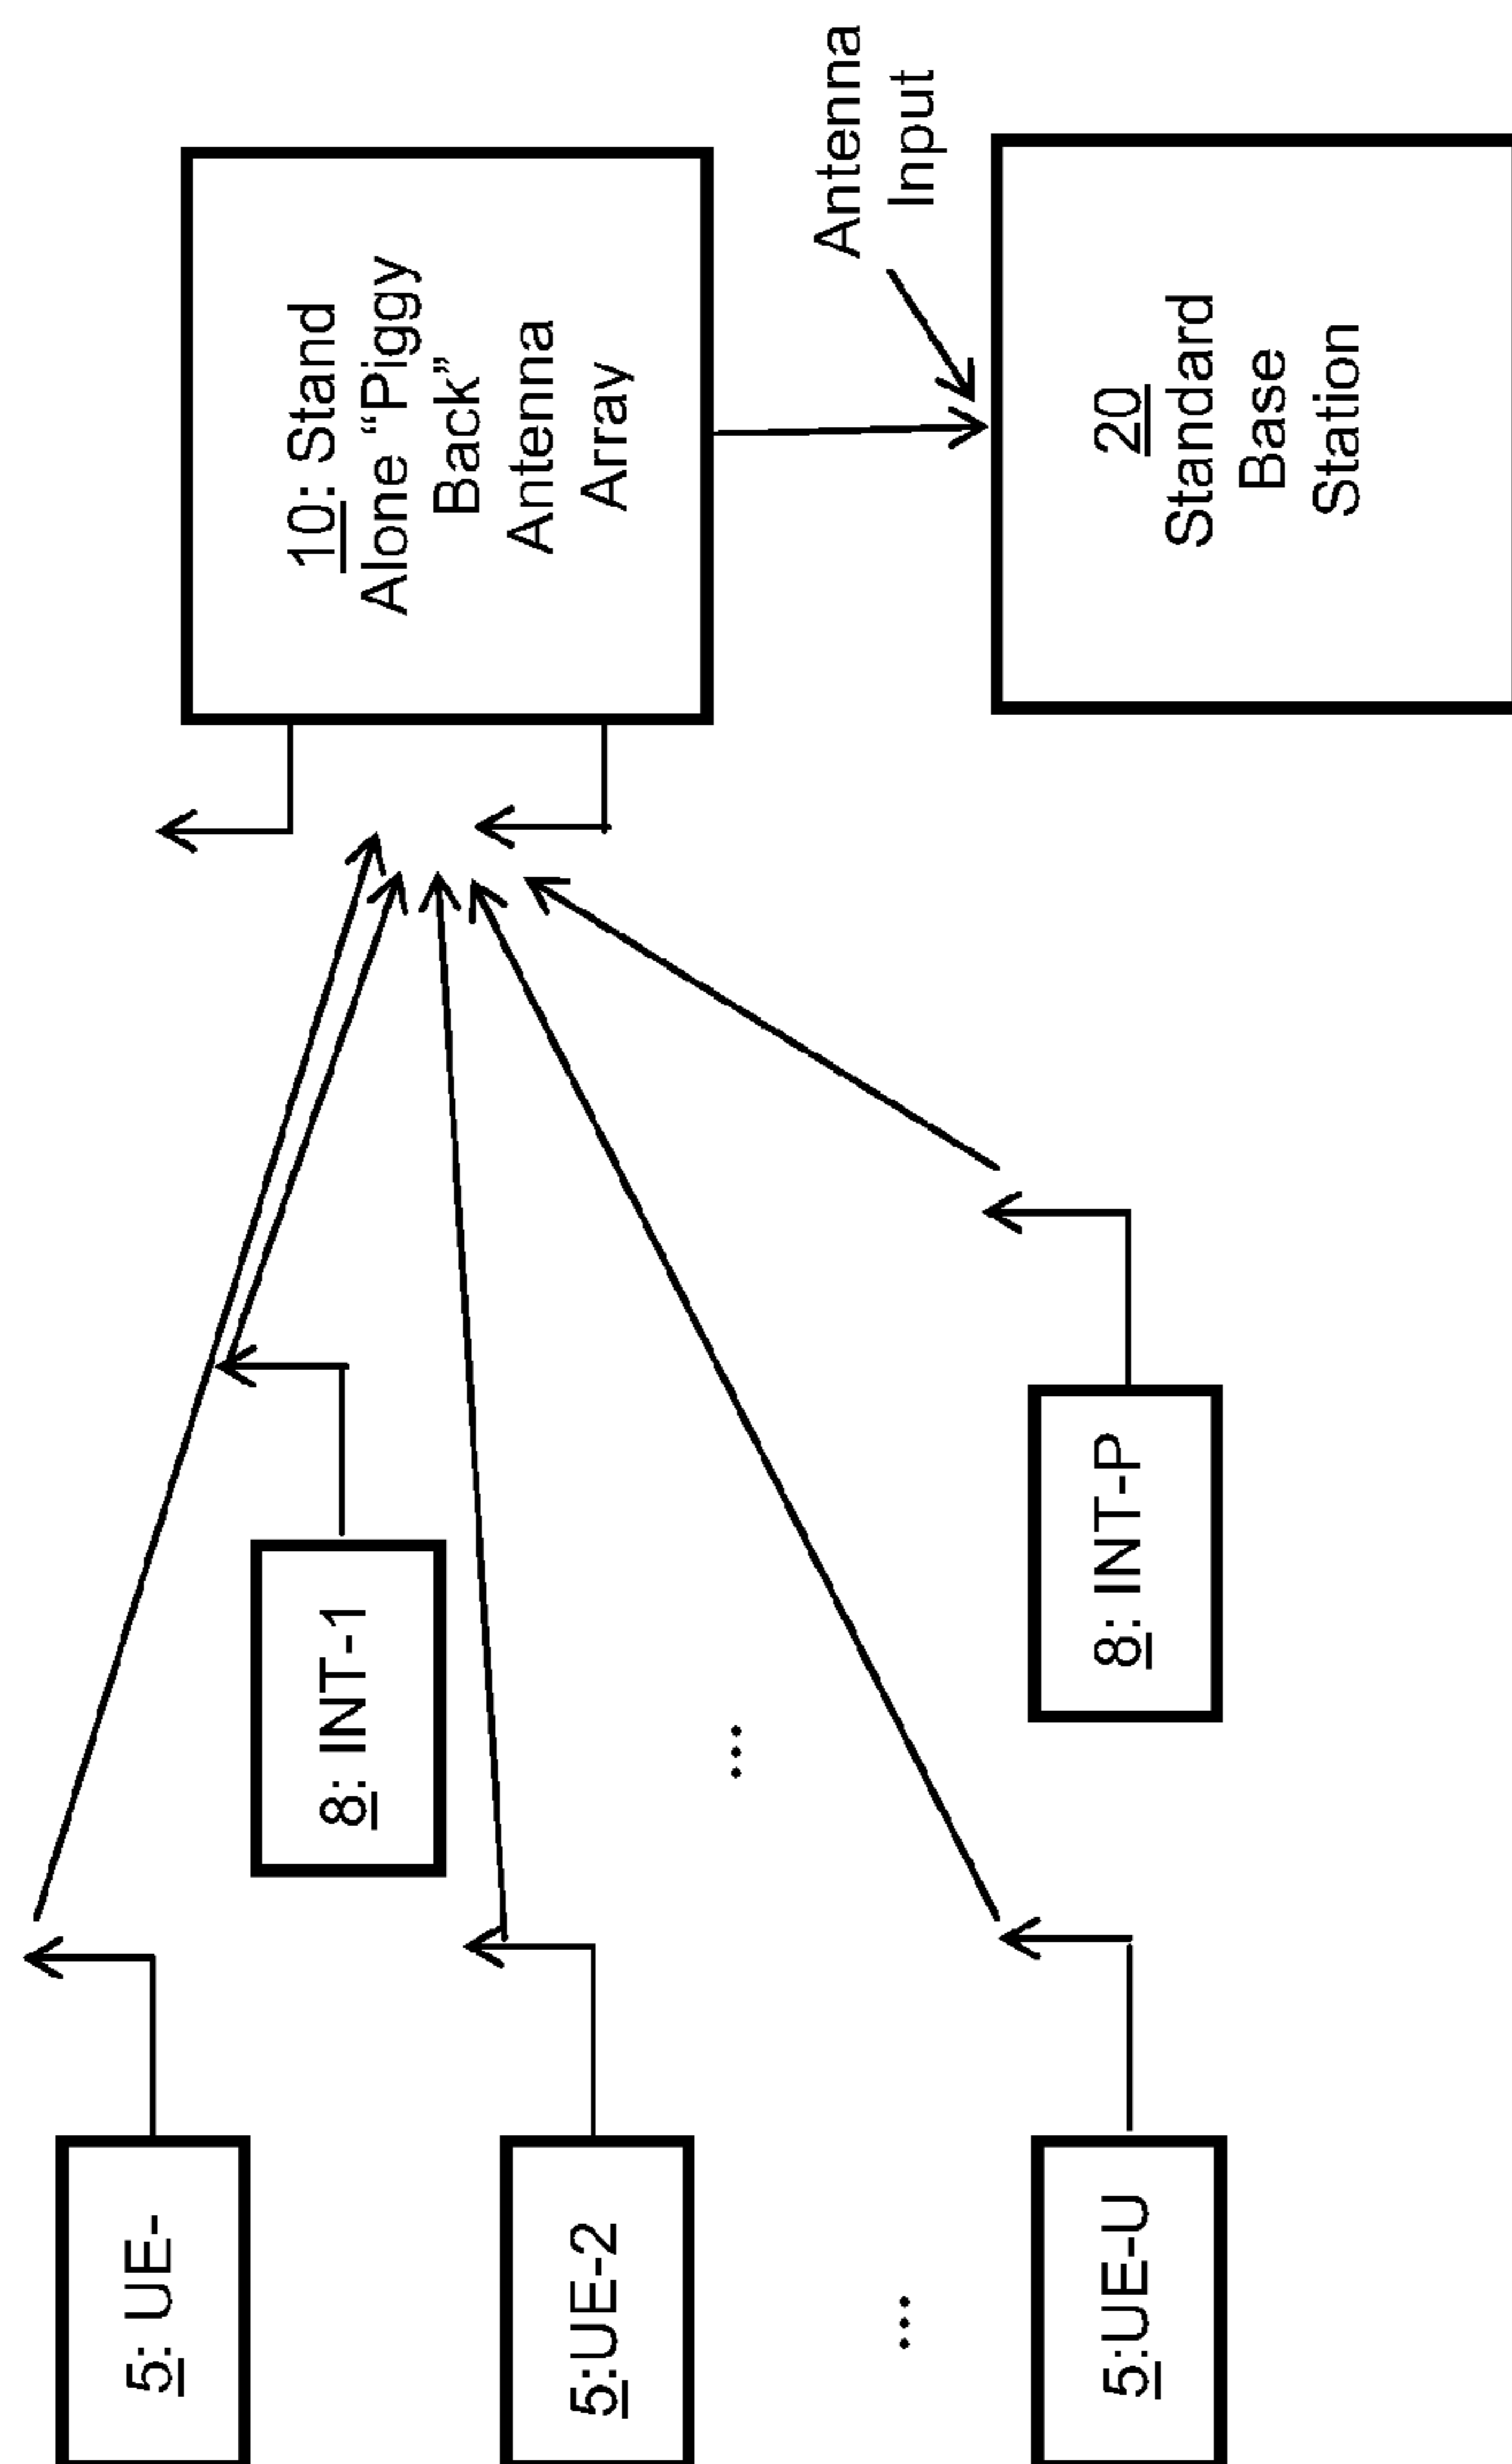 5: UE-
5:UE-2
...
5:UE-U
8: INT-1
...
8: INT-P
10: Stand
Alone “Piggy
Back”
Antenna
Array
Antenna
Input
20
Standard
Base
Station